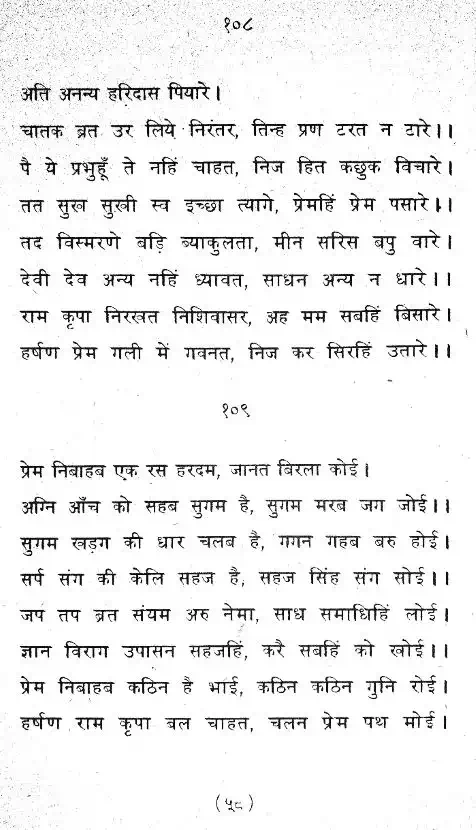 १०८
अति अनन्य हरिदास पियारे।
चातक ब्रत उर लिये निरंतर, तिन्ह प्रण टरत न टारे।।
पै ये प्रभुहूँ ते नहिं चाहत, निज हित कछुक विचारे।
तत सुख सुखी स्व इच्छा त्यागे, प्रेमहिं प्रेम पसारे।।
तद विस्मरणे बड़ि ब्याकुलता, मीन सरिस बपु वारे।
देवी देव अन्य नहिं ध्यावत, साधन अन्य न धारे।।
राम कृपा निरखत निशिवासर, अह मम सबहिं बिसारे।
हर्षण प्रेम गली में गवनत, निज कर सिरहिं उतारे।।
१०९
प्रेम निबाहब एक रस हरदम, जानत बिरला कोई।
अग्नि आँच को सहब सुगम है, सुगम मरब जग जोई।।
सुगम खड़ग की धार चलब है, गगन गहब बरु होई।
सर्प संग की केलि सहज है, सहज सिंह संग सोई।।
जप तप ब्रत संयम अरु नेमा, साध समाधिहिं लोई।
ज्ञान विराग उपासन सहजहिं, करै सबहिं को खोई।।
प्रेम निबाहब कठिन है भाई, कठिन कठिन गुनि रोई।
हर्षण राम कृपा बल चाहत, चलन प्रेम पथ मोई।
(५८)